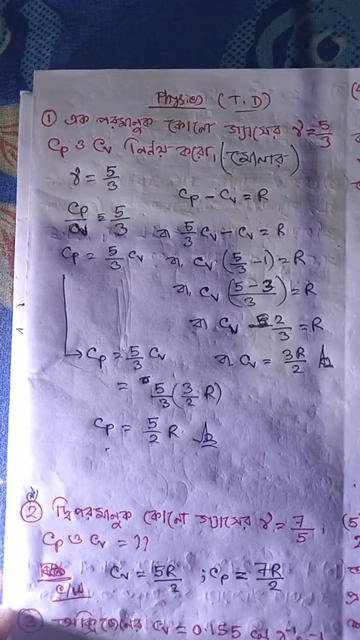 Physics (T.D)
① এক পরমানুক কোনো গ্যাসের γ = 5/3
Cp ও Cv নির্ণয় করো। (মোলার)
γ = 5/3
Cp - Cv = R
Cp/Cv = 5/3 বা, 5/3 Cv - Cv = R
Cp = 5/3 Cv বা, Cv (5/3 - 1) = R
বা, Cv (5-3/3) = R
বা, Cv 2/3 = R
→ Cp = 5/3 Cv বা, Cv = 3R/2
= 5/3 (3/2 R)
Cp = 5/2 R
② দ্বিপরমানুক কোনো গ্যাসের γ = 7/5,
Cp ও Cv = ??
C/W Cv = 5R/2 ; Cp = 7R/2
③ অক্সিজেনের Cv = 0.155